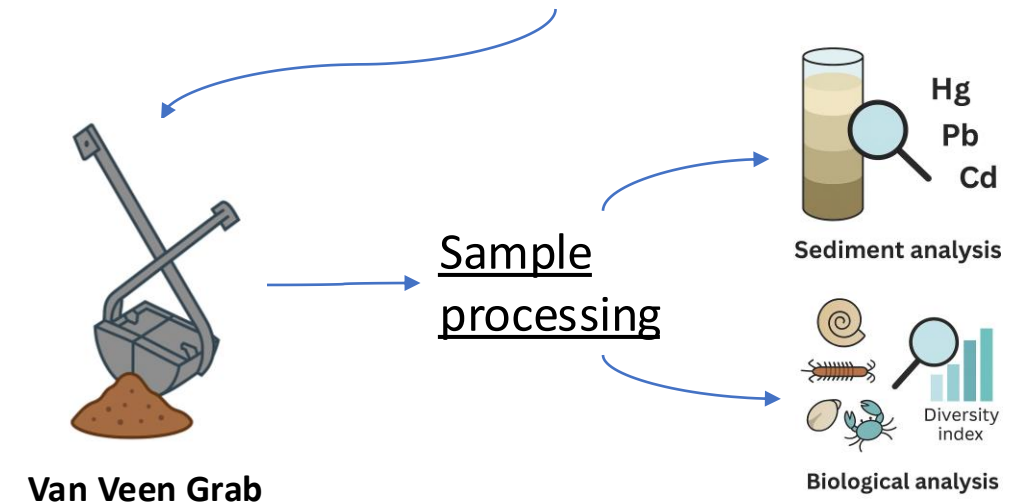 Hg
Pb
Cd
Sediment analysis
Sample
processing
Diversity
index
Van Veen Grab
Biological analysis